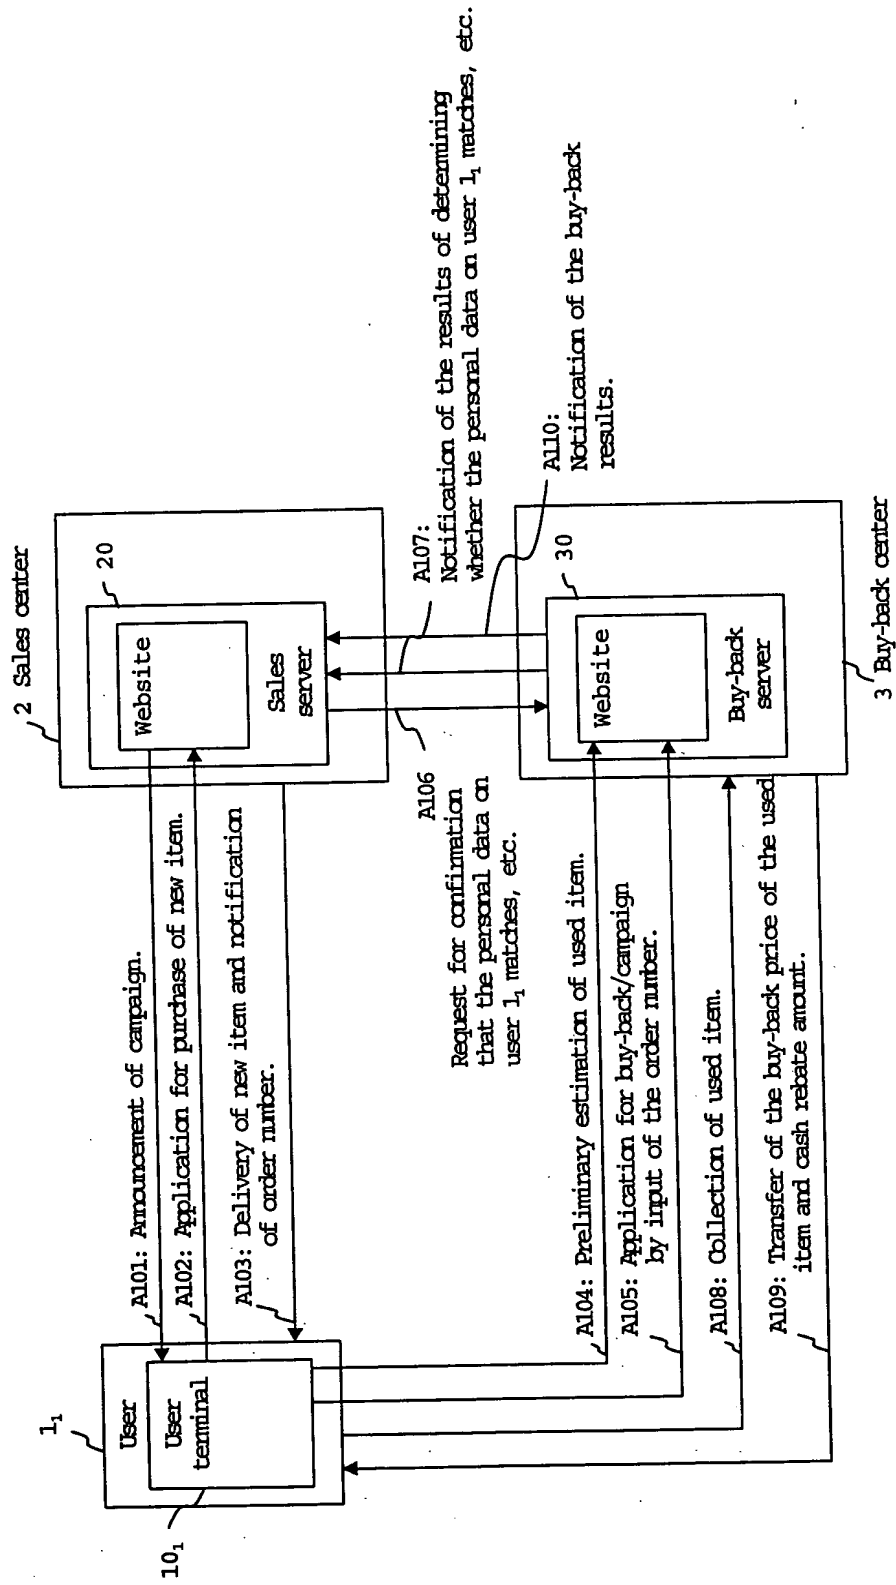 2 Sales center
20
Website
Sales
server
1₁
User
User
terminal
10₁
A101: Announcement of campaign.
A102: Application for purchase of new item.
A103: Delivery of new item and notification
of order number.
A106
Request for confirmation
that the personal data on
user 1₁ matches, etc.
A107:
Notification of the results of determining
whether the personal data on user 1₁ matches, etc.
A110:
Notification of the buy-back
results.
30
Website
Buy-back
server
3 Buy-back center
A104: Preliminary estimation of used item.
A105: Application for buy-back/campaign
by input of the order number.
A108: Collection of used item.
A109: Transfer of the buy-back price of the used
item and cash rebate amount.